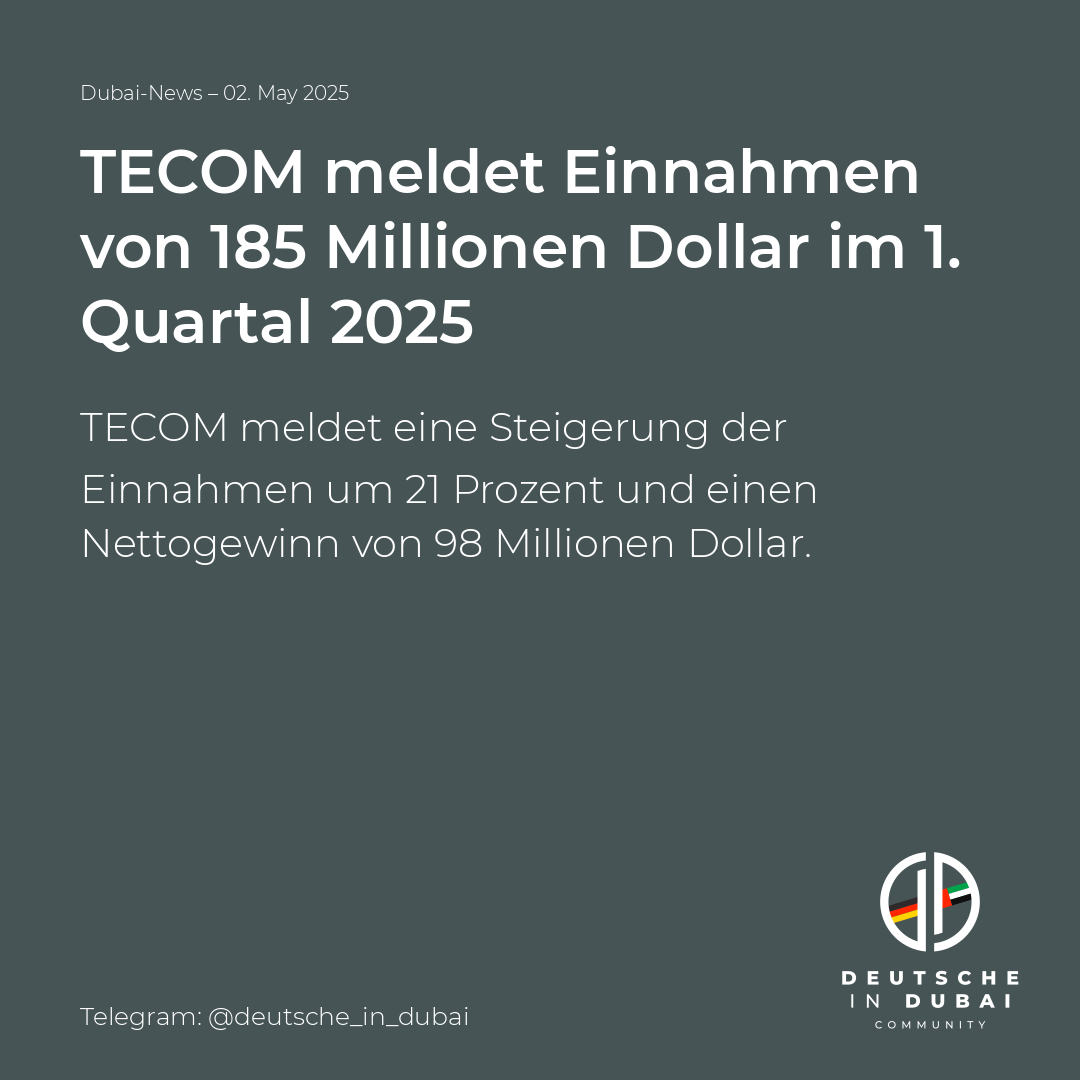 Dubai-News – 02. May 2025
TECOM meldet Einnahmen
von 185 Millionen Dollar im 1.
Quartal 2025
TECOM meldet eine Steigerung der
Einnahmen um 21 Prozent und einen
Nettogewinn von 98 Millionen Dollar.
DEUTSCHE
IN DUBAI
COMMUNITY
Telegram: @deutsche_in_dubai